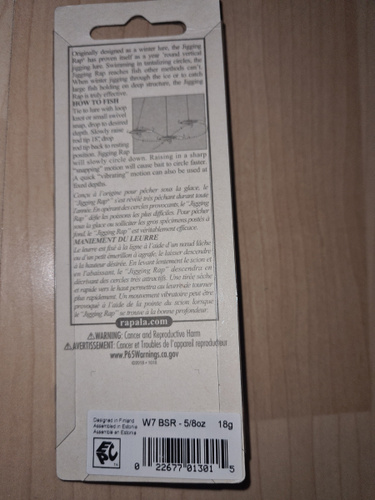 Originally designed as a winter lure, the Jigging
Rap® has proven itself as a year 'round vertical
jigging lure. Swimming in tantalizing circles, the
Jigging Rap reaches fish other methods can't.
When winter jigging through the ice or to catch
large fish holding on deep structure, the Jigging
Rap is truly effective.
HOW TO FISH
Tie to lure with loop
knot or small swivel
snap, drop to desired
depth. Slowly raise
rod tip 18", drop
rod tip back to resting
position. Jigging Rap
will slowly circle down. Raising in a sharp
"snapping" motion will cause bait to circle faster.
A quick "vibrating" motion can also be used at
fixed depths.
Conçu à l'origine pour pêcher sous la glace, le
"Jigging Rap" s'est révélé très pêchant durant toute
l'année. En opérant des cercles provocants, le "Jigging
Rap" défie les poissons les plus difficiles. Pour pêcher
sous la glace ou solliciter les gros spécimens postés à
fond, le "Jigging Rap" est véritablement efficace.
MANIEMENT DU LEURRE
Le leurre est fixé à la ligne à l'aide d'un nœud lâche
ou d'un petit émerillon à agrafe, le laisser descendre
à la hauteur désirée. En levant lentement le scion et
en l'abaissant, le "Jigging Rap" descendra en
décrivant des cercles très attractifs. Une tirée sèche
et rapide vers le haut permettra au leurre de tourner
plus rapidement. Un mouvement vibratoire peut être
provoqué à l'aide de la pointe du scion lorsque
le "Jigging Rap" se trouve à la bonne profondeur.
rapala.com
⚠WARNING: Cancer and Reproductive Harm
⚠AVERTISSEMENT: Cancer et Troubles de l'appareil reproducteur
www.P65Warnings.ca.gov
Designed in Finland
Assembled in Estonia
Assemblé en Estonie
W7 BSR - 5/8oz 18g
EPC
0 22677 01301 5